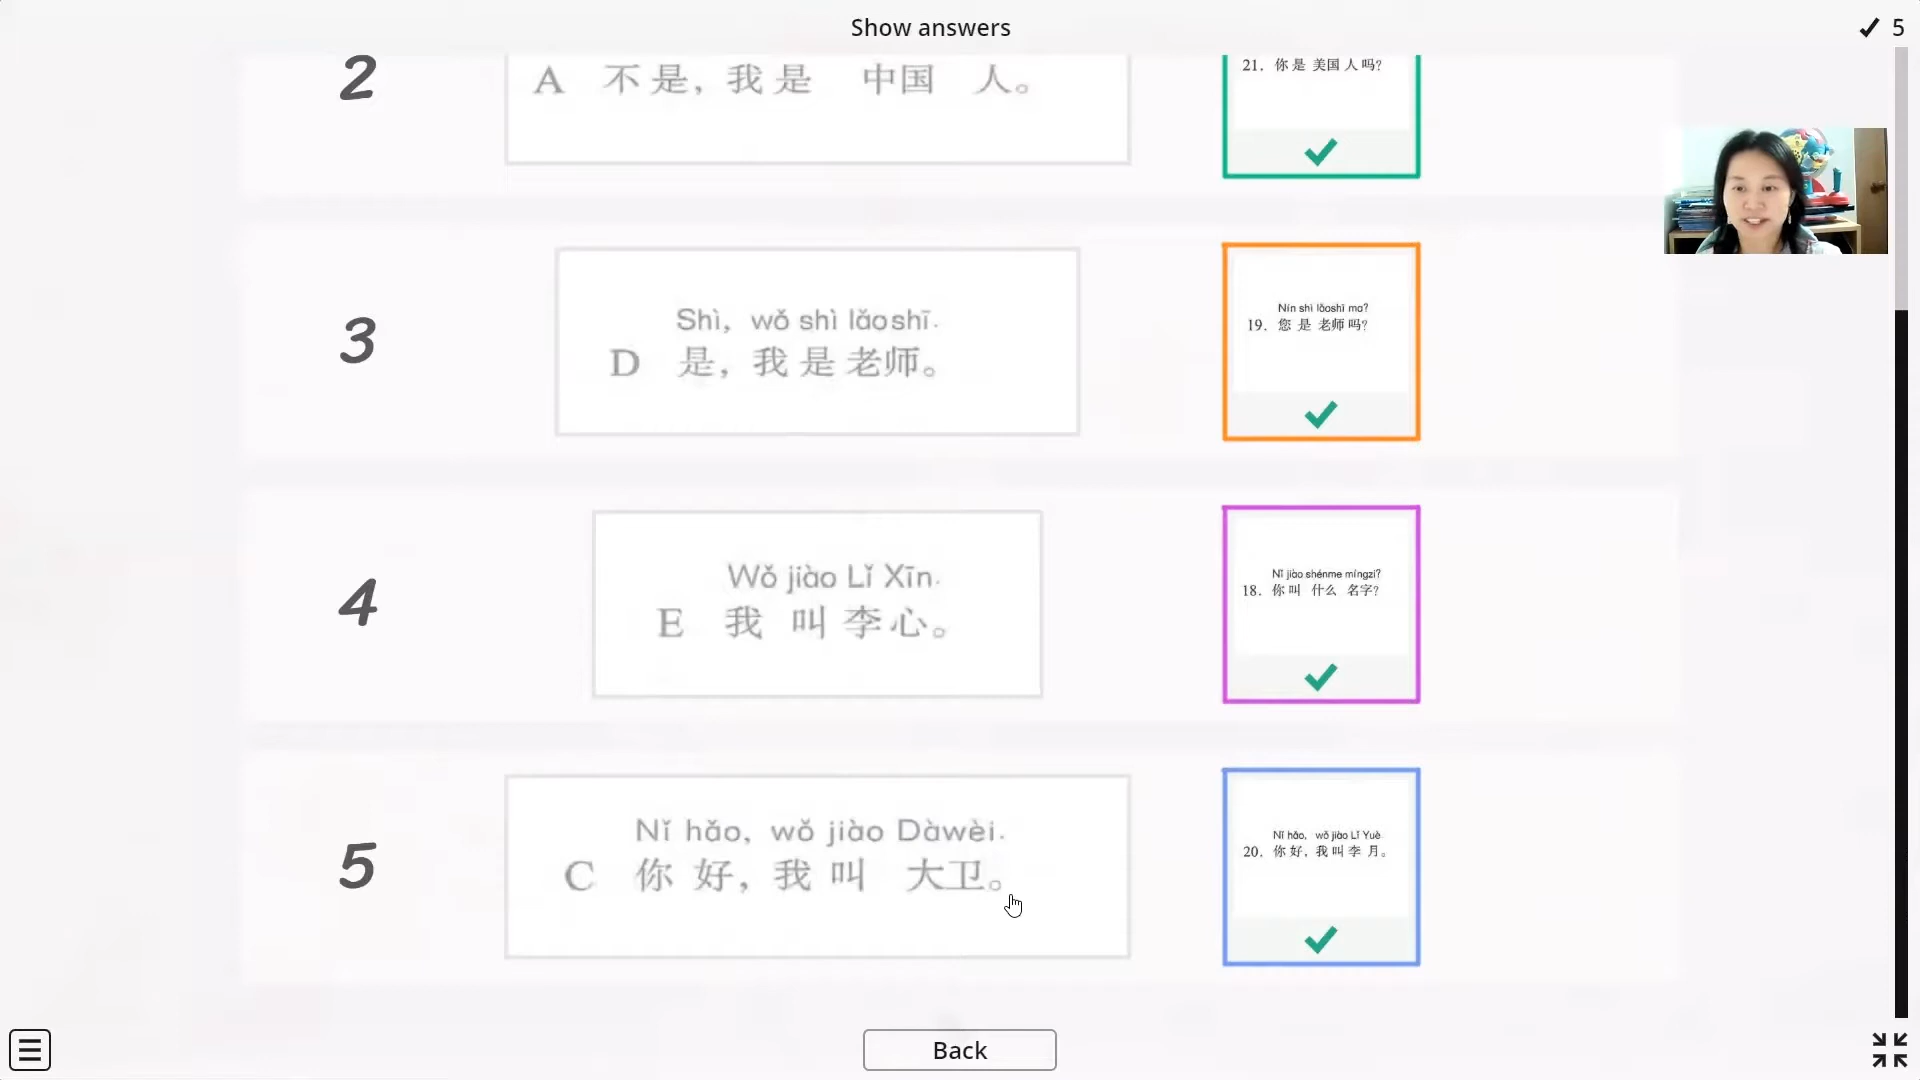 Show answers
5
2
A 不是，我是 中国 人。
21. 你是 美国 人吗?
3
Shì, wǒ shì lǎoshī.
D 是，我是老师。
Nín shì lǎoshī ma?
19. 您 是 老师 吗?
4
Wǒ jiào Lǐ Xīn.
E 我 叫 李心。
Nǐ jiào shénme míngzi?
18. 你 叫 什么 名字?
5
Nǐ hǎo, wǒ jiào Dàwèi.
C 你 好，我 叫 大卫。
Nǐ hǎo, wǒ jiào Lǐ Yuè
20. 你 好，我 叫 李 月。
Back